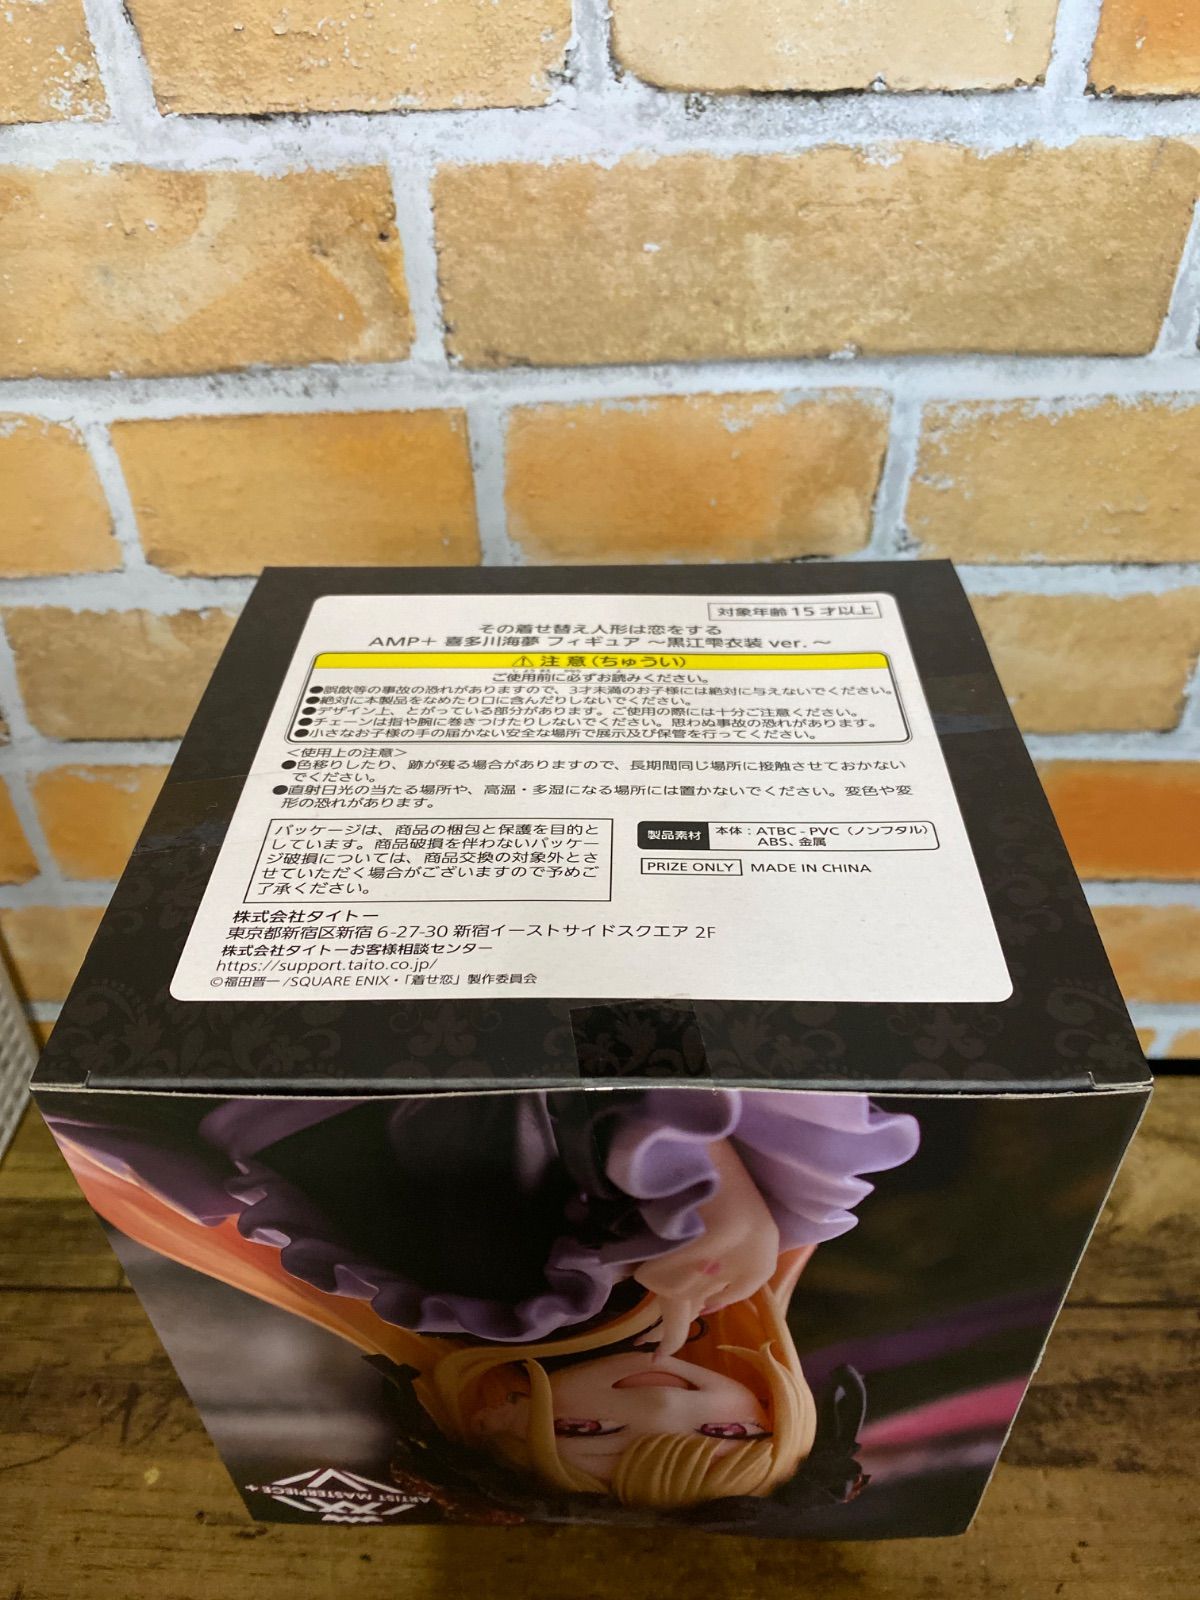 対象年齢15才以上
その着せ替え人形は恋をする
AMP+ 喜多川海夢 フィギュア ～黒江雫衣装 ver.～
⚠注意(ちゅうい)
ご使用前に必ずお読みください。
●誤飲等の事故の恐れがありますので、3才未満のお子様には絶対に与えないでください。
●絶対に本製品をなめたり口に含んだりしないでください。
●デザイン上、とがっている部分があります。ご使用の際には十分ご注意ください。
●チェーンは指や腕に巻きつけたりしないでください。思わぬ事故の恐れがあります。
●小さなお子様の手の届かない安全な場所で展示及び保管を行ってください。
＜使用上の注意＞
●色移りしたり、跡が残る場合がありますので、長期間同じ場所に接触させておかない
でください。
●直射日光の当たる場所や、高温・多湿になる場所には置かないでください。変色や変
形の恐れがあります。
パッケージは、商品の梱包と保護を目的と
しています。商品破損を伴わないパッケー
ジ破損については、商品交換の対象外とさ
せていただく場合がございますので予めご
了承ください。
製品素材 本体：ATBC-PVC（ノンフタル）
ABS、金属
PRIZE ONLY MADE IN CHINA
株式会社タイトー
東京都新宿区新宿 6-27-30 新宿イーストサイドスクエア 2F
株式会社タイトーお客様相談センター
https://support.taito.co.jp/
©福田晋一/SQUARE ENIX・「着せ恋」製作委員会
ARTIST MASTERPIECE +